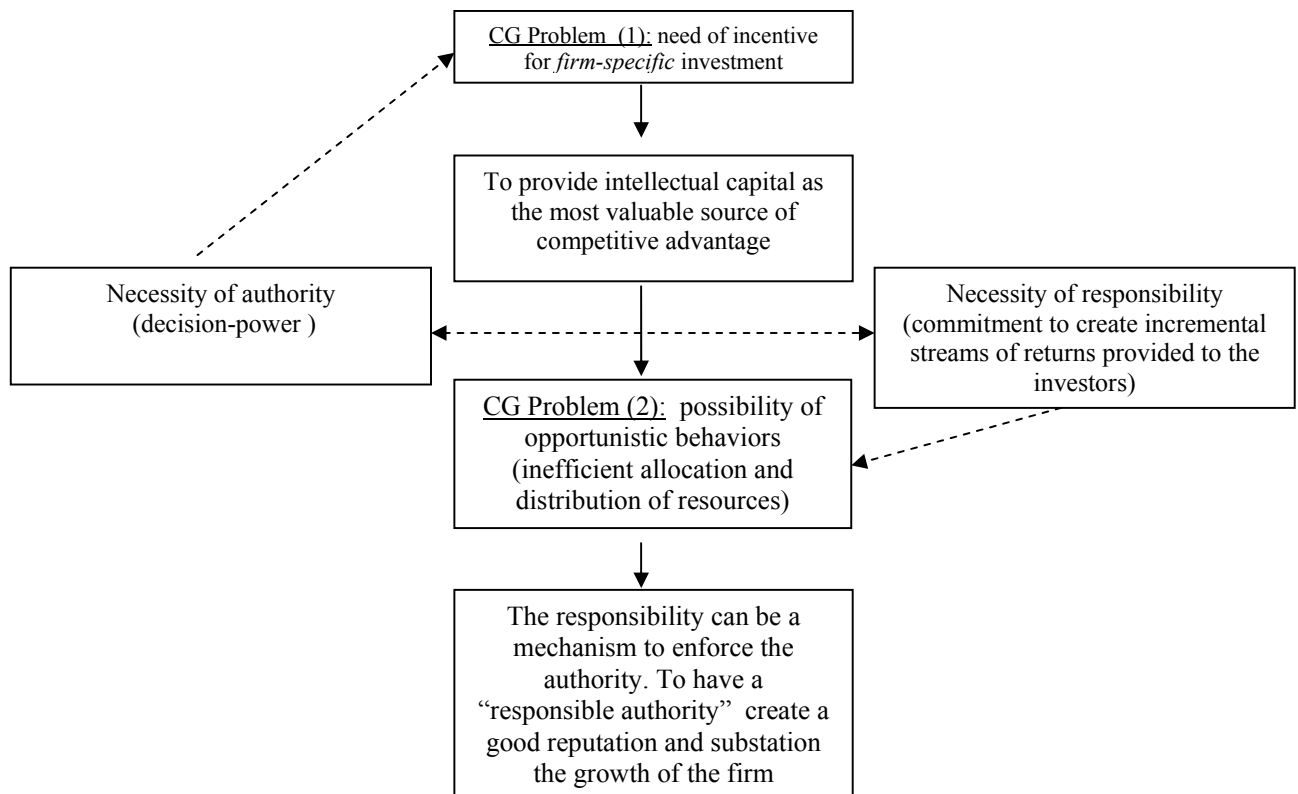 CG Problem (1): need of incentive
for firm-specific investment
To provide intellectual capital as
the most valuable source of
competitive advantage
Necessity of authority
(decision-power )
Necessity of responsibility
(commitment to create incremental
streams of returns provided to the
investors)
CG Problem (2): possibility of
opportunistic behaviors
(inefficient allocation and
distribution of resources)
The responsibility can be a
mechanism to enforce the
authority. To have a
“responsible authority” create a
good reputation and substation
the growth of the firm